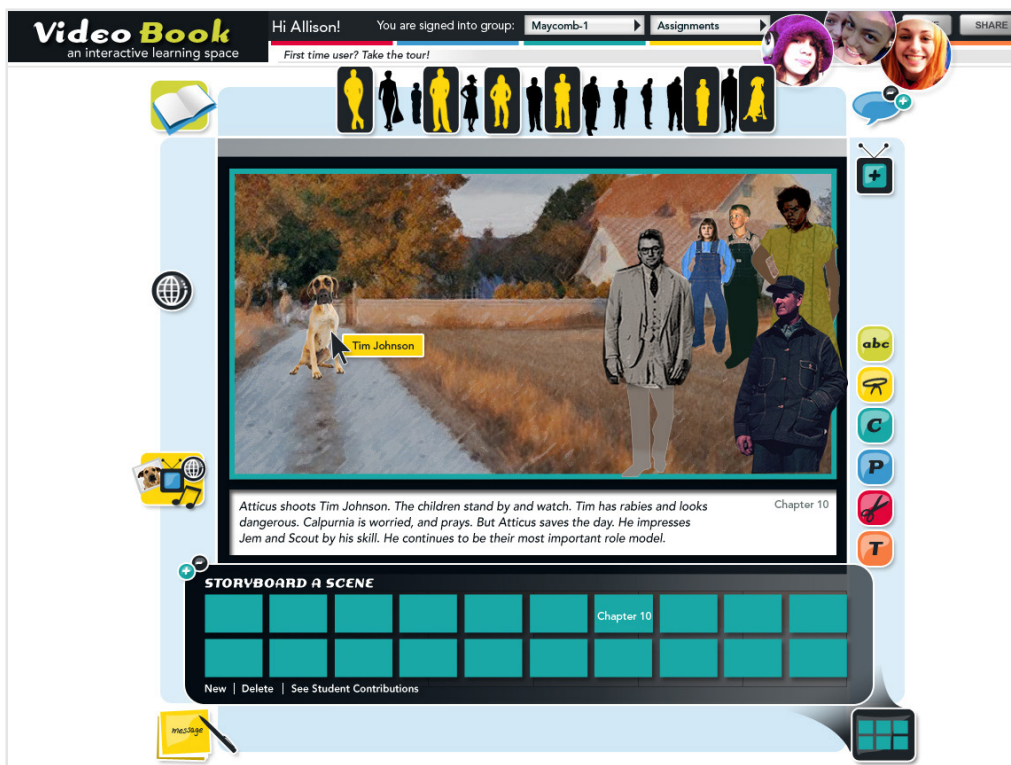 Video Book
an interactive learning space
Hi Allison!
You are signed into group:
Maycomb-1
Assignments
SHARE
First time user? Take the tour!
Tim Johnson
abc
C
P
T
Atticus shoots Tim Johnson. The children stand by and watch. Tim has rabies and looks
dangerous. Calpurnia is worried, and prays. But Atticus saves the day. He impresses
Jem and Scout by his skill. He continues to be their most important role model.
Chapter 10
STORYBOARD A SCENE
Chapter 10
New | Delete | See Student Contributions
message